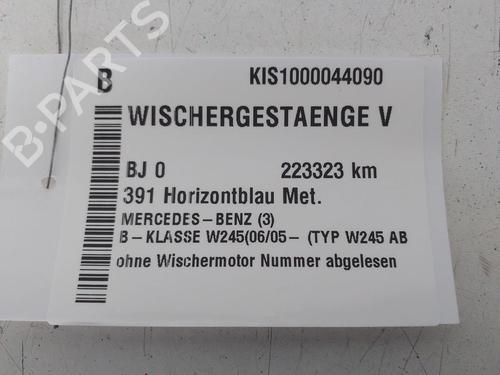 B KIS1000044090
WISCHERGESTAENGE V
BJ 0 223323 km
391 Horizontblau Met.
MERCEDES-BENZ (3)
B-KLASSE W245(06/05- (TYP W245 AB
ohne Wischermotor Nummer abgelesen
B-PARTS